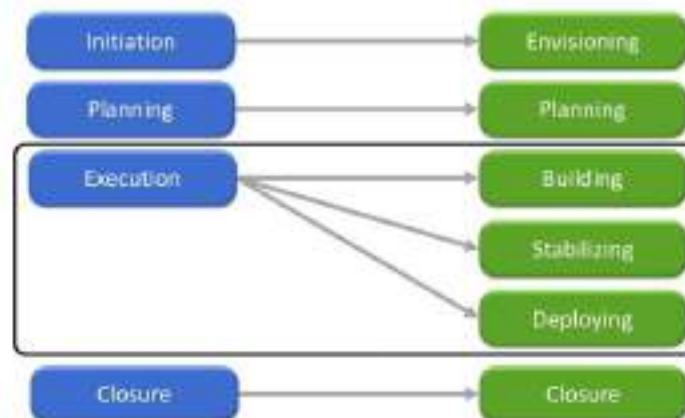 Initiation
Envisioning
Planning
Planning
Execution
Building
Stabilizing
Deploying
Closure
Closure